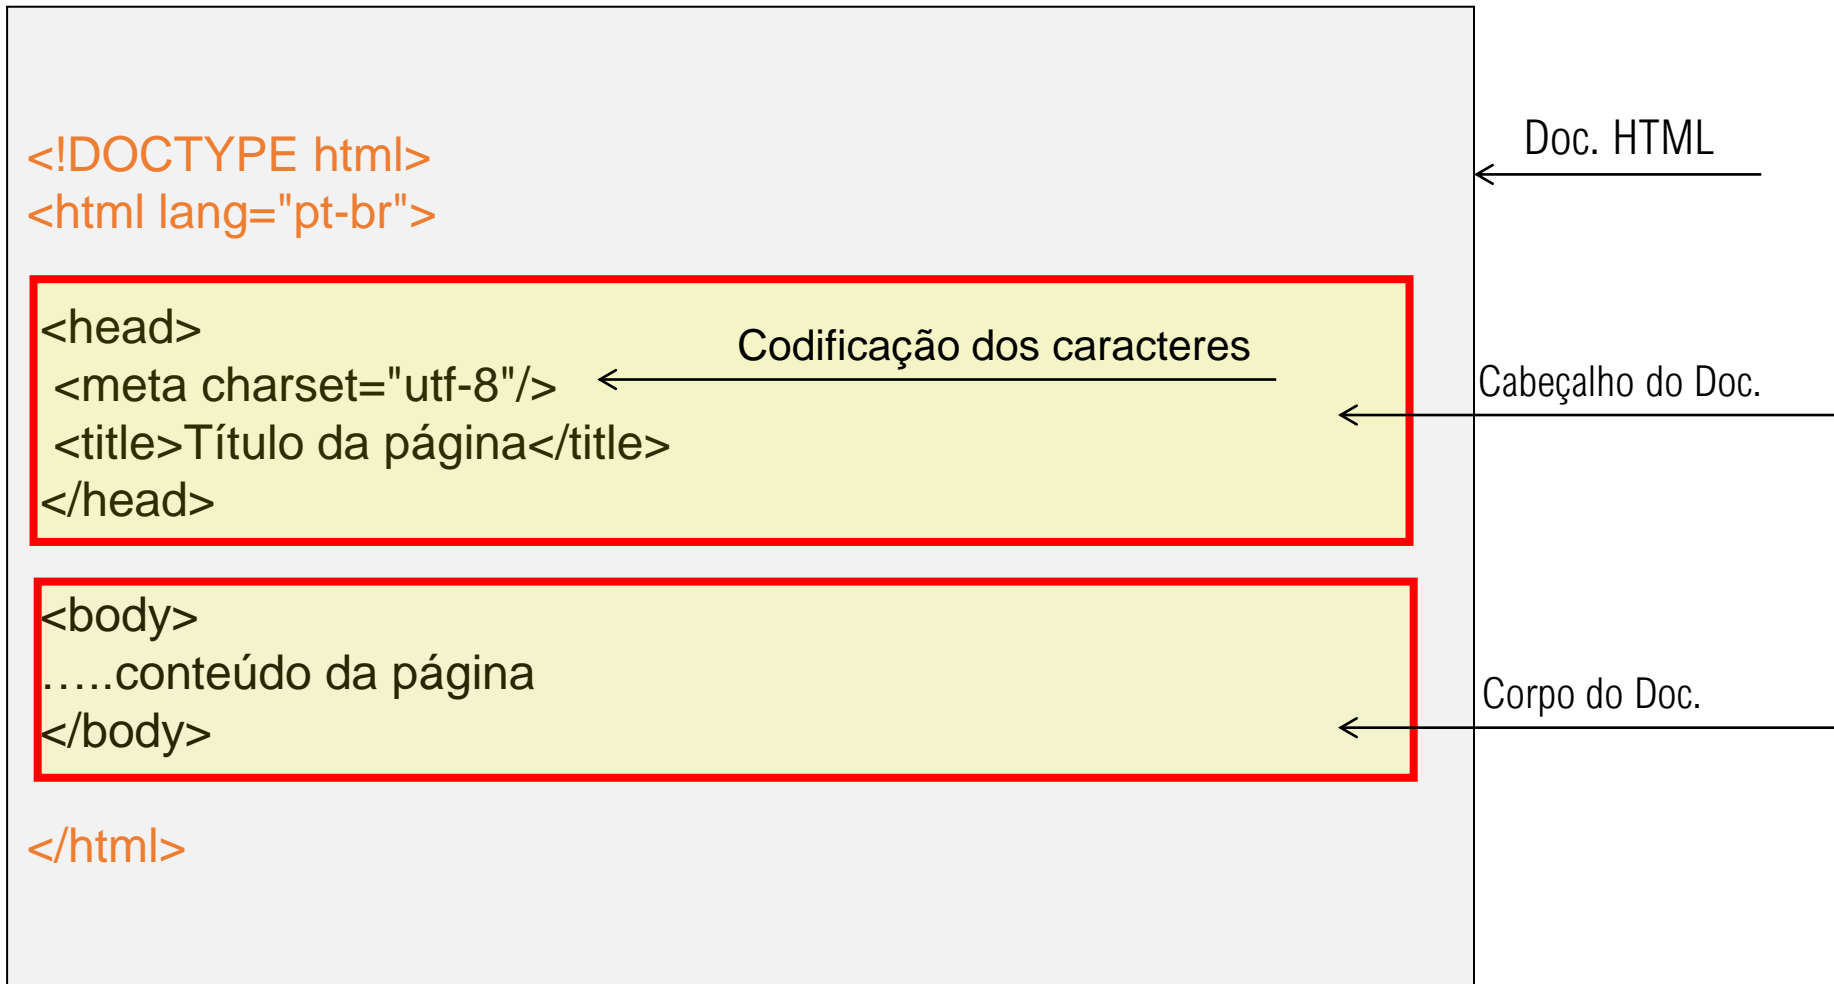 <!DOCTYPE html>
<html lang="pt-br">
Doc. HTML
<head>
<meta charset="utf-8"/>
Codificação dos caracteres
<title>Título da página</title>
</head>
Cabeçalho do Doc.
<body>
…..conteúdo da página
</body>
Corpo do Doc.
</html>